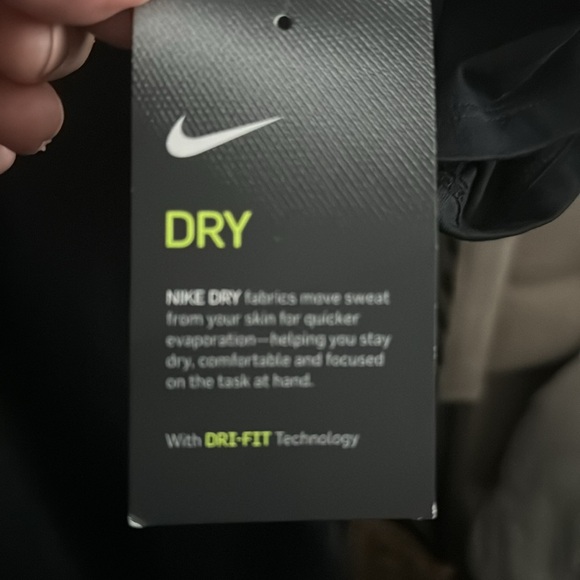 DRY
NIKE DRY fabrics move sweat
from your skin for quicker
evaporation—helping you stay
dry, comfortable and focused
on the task at hand.
With DRI-FIT Technology